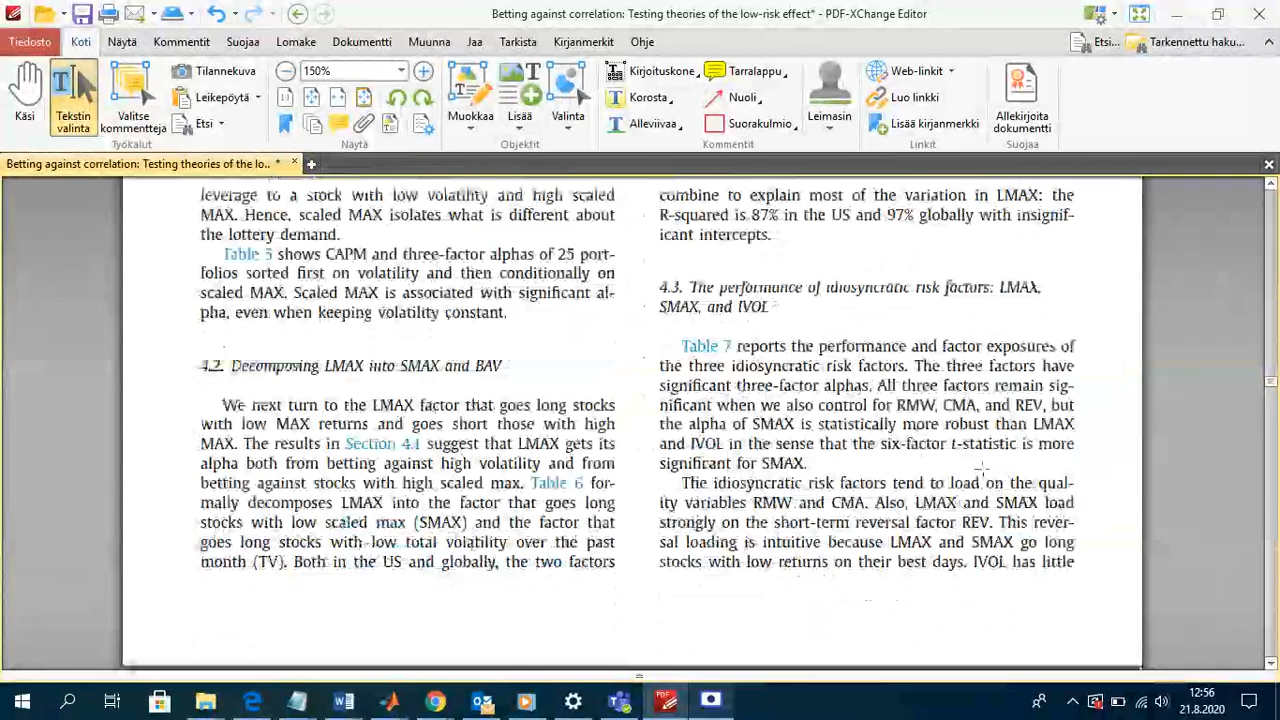 Betting against correlation: Testing theories of the low-risk effect* - PDF-XChange Editor
Tiedosto Koti Näytä Kommentit Suojaa Lomake Dokumentti Muunna Jaa Tarkista Kirjanmerkit Ohje
Etsi...
Tarkennettu haku...
Käsi
Tekstin valinta
Valitse kommentteja
Tilannekuva
Leikepöytä
Etsi
Työkalut
150%
Näytä
Muokkaa
Lisää
Valinta
Objektit
Kirjoituskone
Korosta
Alleviivaa
Tarralappu
Nuoli
Suorakulmio
Leimasin
Kommentit
Web-linkit
Luo linkki
Lisää kirjanmerkki
Linkit
Allekirjoita dokumentti
Suojaa
Betting against correlation: Testing theories of the lo.. *
leverage to a stock with low volatility and high scaled
MAX. Hence, scaled MAX isolates what is different about
the lottery demand.
Table 5 shows CAPM and three-factor alphas of 25 port-
folios sorted first on volatility and then conditionally on
scaled MAX. Scaled MAX is associated with significant al-
pha, even when keeping volatility constant.
4.2. Decomposing LMAX into SMAX and BAV
We next turn to the LMAX factor that goes long stocks
with low MAX returns and goes short those with high
MAX. The results in Section 4.1 suggest that LMAX gets its
alpha both from betting against high volatility and from
betting against stocks with high scaled max. Table 6 for-
mally decomposes LMAX into the factor that goes long
stocks with low scaled max (SMAX) and the factor that
goes long stocks with low total volatility over the past
month (TV). Both in the US and globally, the two factors
combine to explain most of the variation in LMAX: the
R-squared is 87% in the US and 97% globally with insignif-
icant intercepts.
4.3. The performance of idiosyncratic risk factors: LMAX,
SMAX, and IVOL
Table 7 reports the performance and factor exposures of
the three idiosyncratic risk factors. The three factors have
significant three-factor alphas. All three factors remain sig-
nificant when we also control for RMW, CMA, and REV, but
the alpha of SMAX is statistically more robust than LMAX
and IVOL in the sense that the six-factor t-statistic is more
significant for SMAX.
The idiosyncratic risk factors tend to load on the qual-
ity variables RMW and CMA. Also, LMAX and SMAX load
strongly on the short-term reversal factor REV. This rever-
sal loading is intuitive because LMAX and SMAX go long
stocks with low returns on their best days. IVOL has little
12:56
21.8.2020